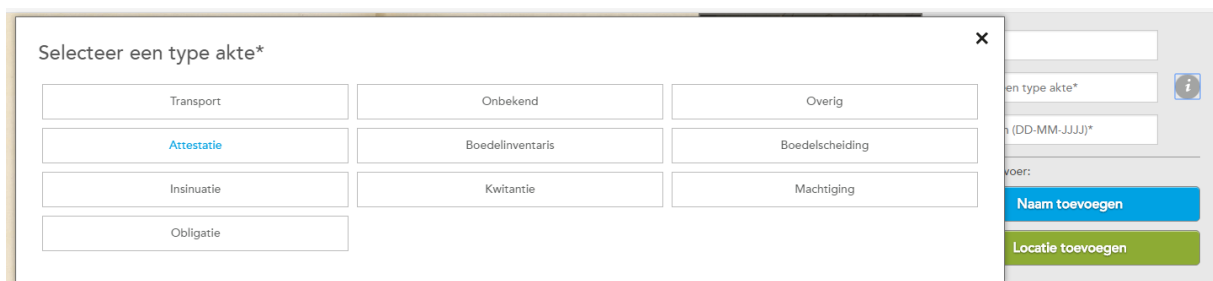 Selecteer een type akte*
Transport Onbekend Overig
Attestatie Boedelinventaris Boedelscheiding
Insinuatie Kwitantie Machtiging
Obligatie
en type akte*
(DD-MM-JJJJ)*
voer:
Naam toevoegen
Locatie toevoegen